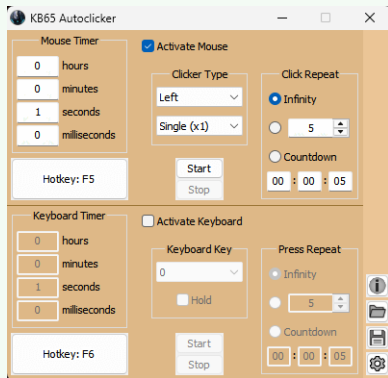 KB65 Autoclicker
Mouse Timer
0 hours
0 minutes
1 seconds
0 milliseconds
Hotkey: F5
Activate Mouse
Clicker Type
Left
Single (x1)
Start
Stop
Click Repeat
Infinity
5
Countdown
00 : 00 : 05
Keyboard Timer
0 hours
0 minutes
1 seconds
0 milliseconds
Hotkey: F6
Activate Keyboard
Keyboard Key
0
Hold
Start
Stop
Press Repeat
Infinity
5
Countdown
00 : 00 : 05